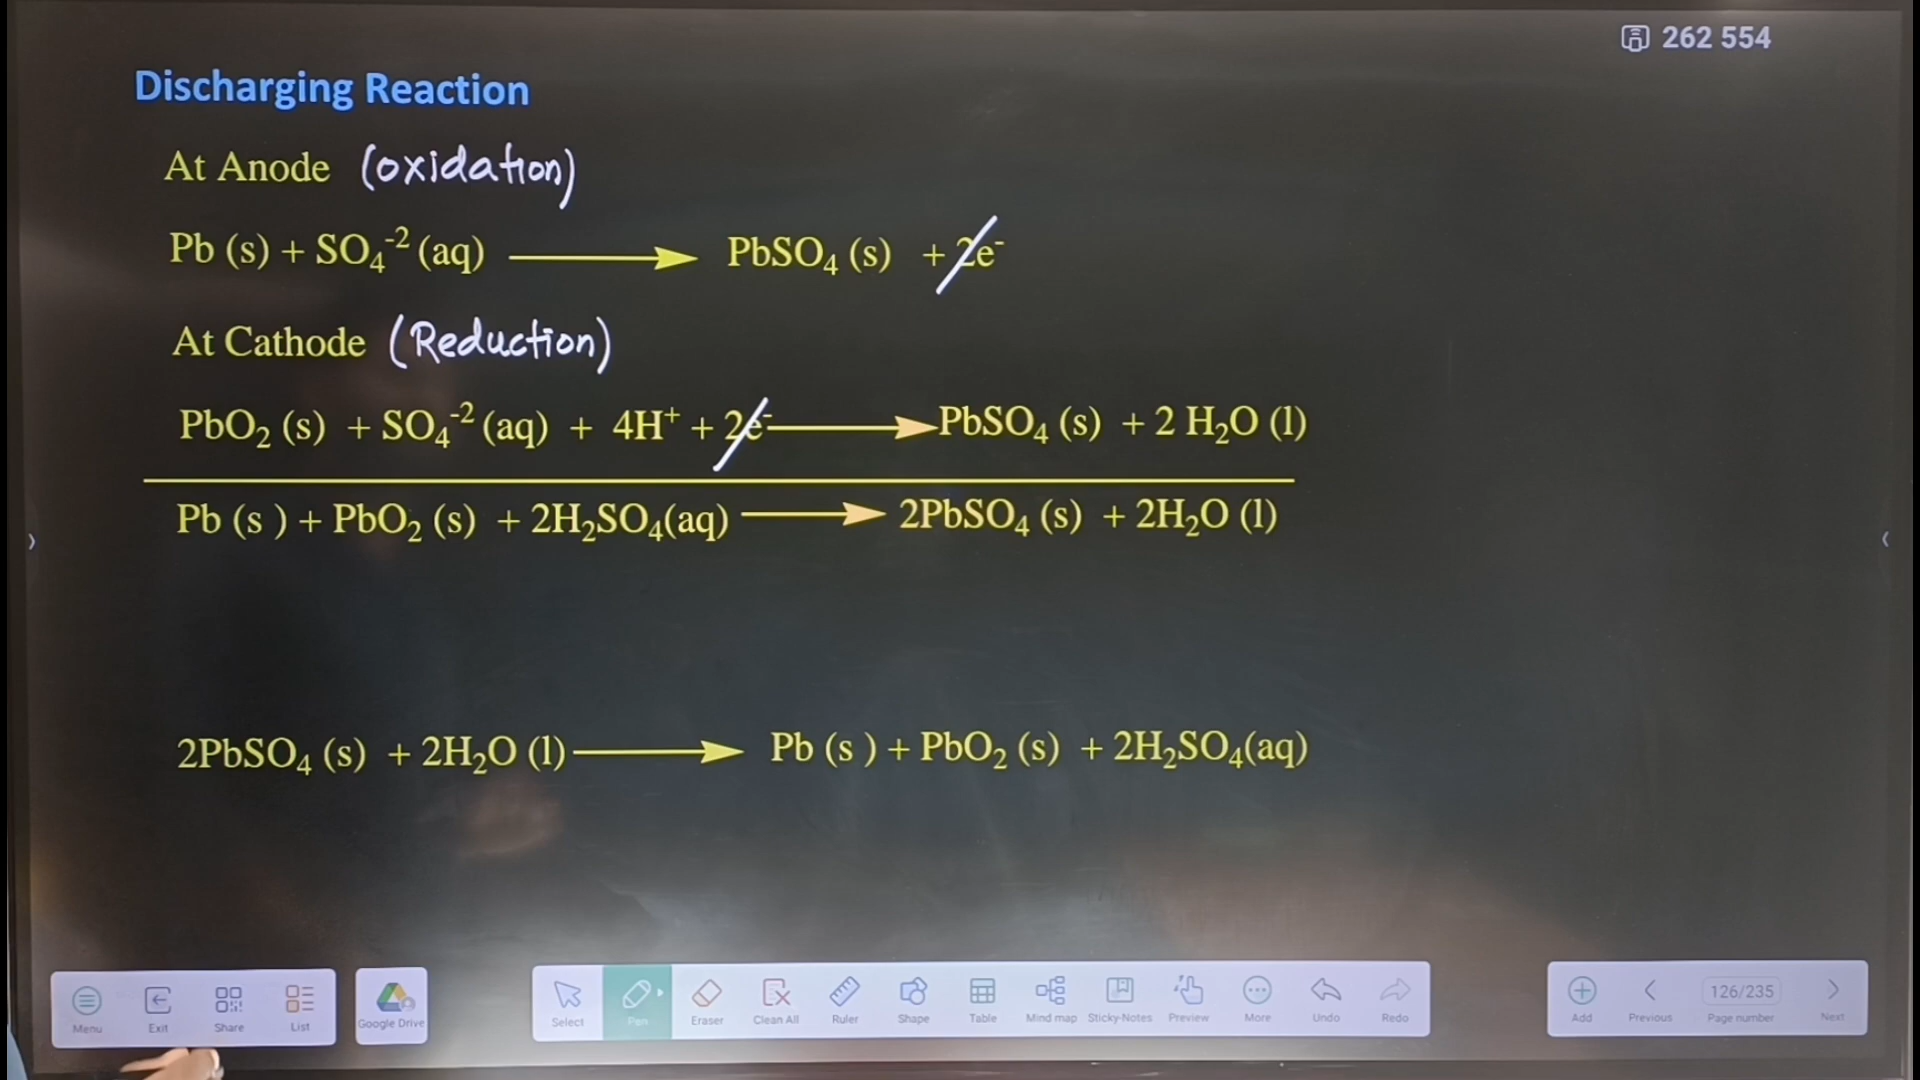 262 554
Discharging Reaction
At Anode (oxidation)
Pb (s) + SO₄⁻² (aq) ⟶ PbSO₄ (s) + 2e⁻
At Cathode (Reduction)
PbO₂ (s) + SO₄⁻² (aq) + 4H⁺ + 2e⁻ ⟶ PbSO₄ (s) + 2 H₂O (l)
Pb (s ) + PbO₂ (s) + 2H₂SO₄(aq) ⟶ 2PbSO₄ (s) + 2H₂O (l)
2PbSO₄ (s) + 2H₂O (l) ⟶ Pb (s ) + PbO₂ (s) + 2H₂SO₄(aq)
Menu Exit Share List Google Drive Select Pen Eraser Clean All Ruler Shape Table Mind map Sticky-Notes Preview More Undo Redo Add Previous 126/235 Page number Next